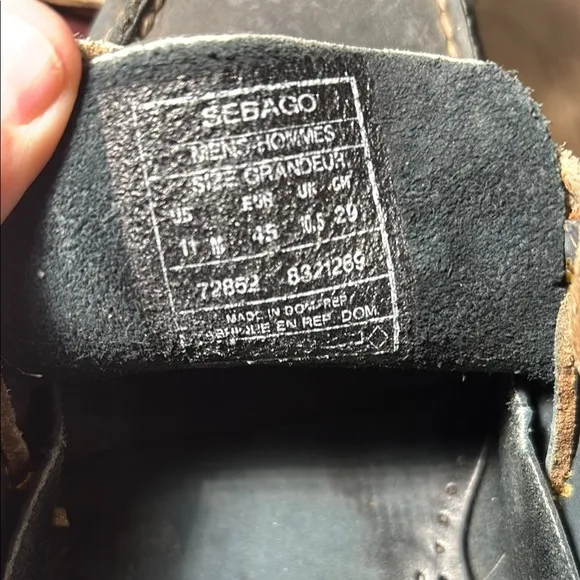 SEBAGO
MENS/HOMMES
SIZE GRANDEUR
US EUR UK CM
11 M 45 10.5 29
72852 8321269
MADE IN DOM. REP.
FABRIQUE EN REP. DOM.